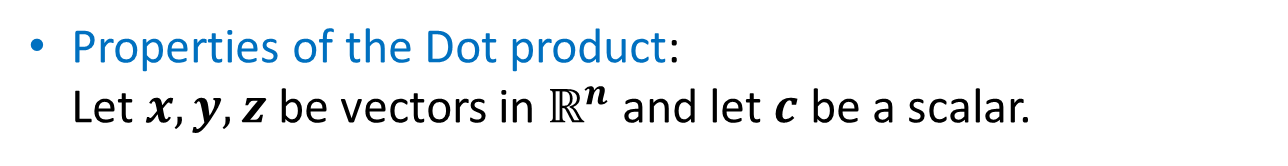 • Properties of the Dot product:
Let 𝒙, 𝒚, 𝒛 be vectors in ℝⁿ and let 𝒄 be a scalar.